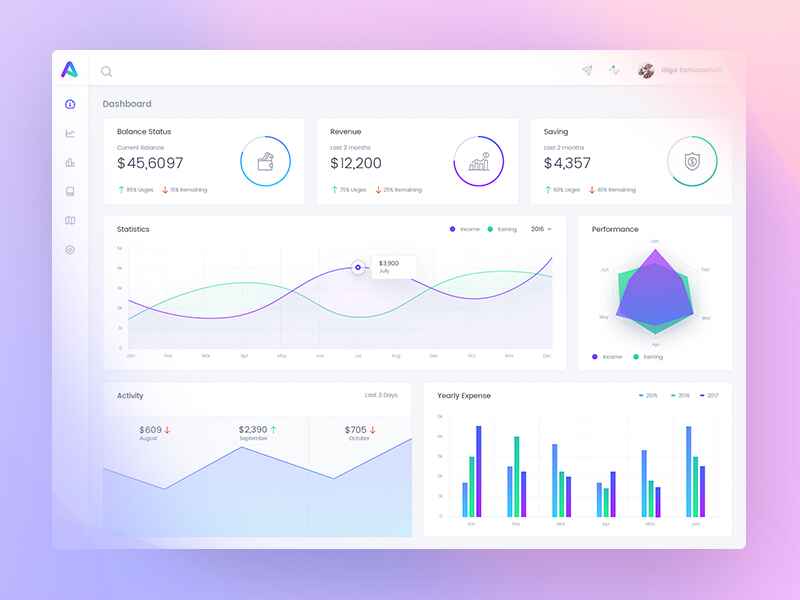 Dashboard
Balance Status
Current Balance
$45,6097
85% Usges 15% Remaining
Revenue
Last 3 months
$12,200
75% Usges 25% Remaining
Saving
Last 2 months
$4,357
60% Usges 40% Remaining
Statistics
Income Earning 2016
$3,900
July
Jan Feb Mar Apr May Jun Jul Aug Sep Oct Nov Dec
Performance
Jan
Jun Feb
May Mar
Apr
Income Earning
Activity
Last 3 Days
$609 $2,390 $705
August September October
Yearly Expense
2015 2016 2017
Jan Feb Mar Apr May Jun